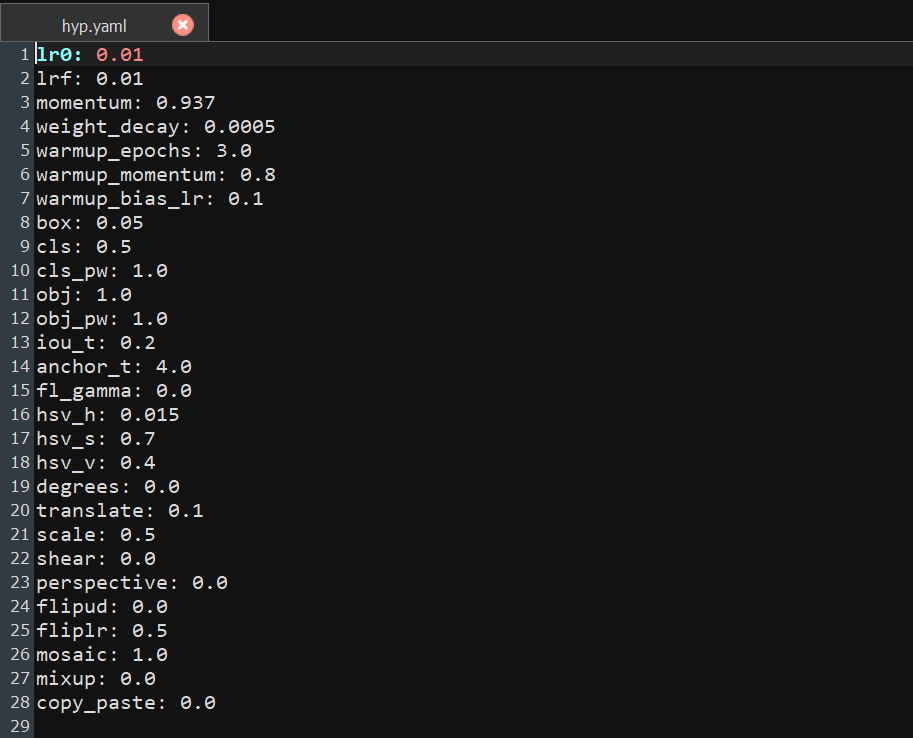 hyp.yaml
1 lr0: 0.01
2 lrf: 0.01
3 momentum: 0.937
4 weight_decay: 0.0005
5 warmup_epochs: 3.0
6 warmup_momentum: 0.8
7 warmup_bias_lr: 0.1
8 box: 0.05
9 cls: 0.5
10 cls_pw: 1.0
11 obj: 1.0
12 obj_pw: 1.0
13 iou_t: 0.2
14 anchor_t: 4.0
15 fl_gamma: 0.0
16 hsv_h: 0.015
17 hsv_s: 0.7
18 hsv_v: 0.4
19 degrees: 0.0
20 translate: 0.1
21 scale: 0.5
22 shear: 0.0
23 perspective: 0.0
24 flipud: 0.0
25 fliplr: 0.5
26 mosaic: 1.0
27 mixup: 0.0
28 copy_paste: 0.0
29